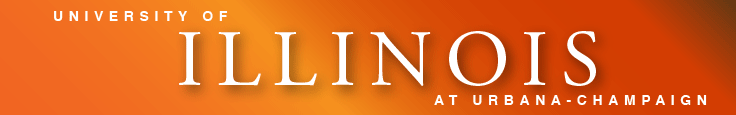 UNIVERSITY OF
ILLINOIS
AT URBANA-CHAMPAIGN